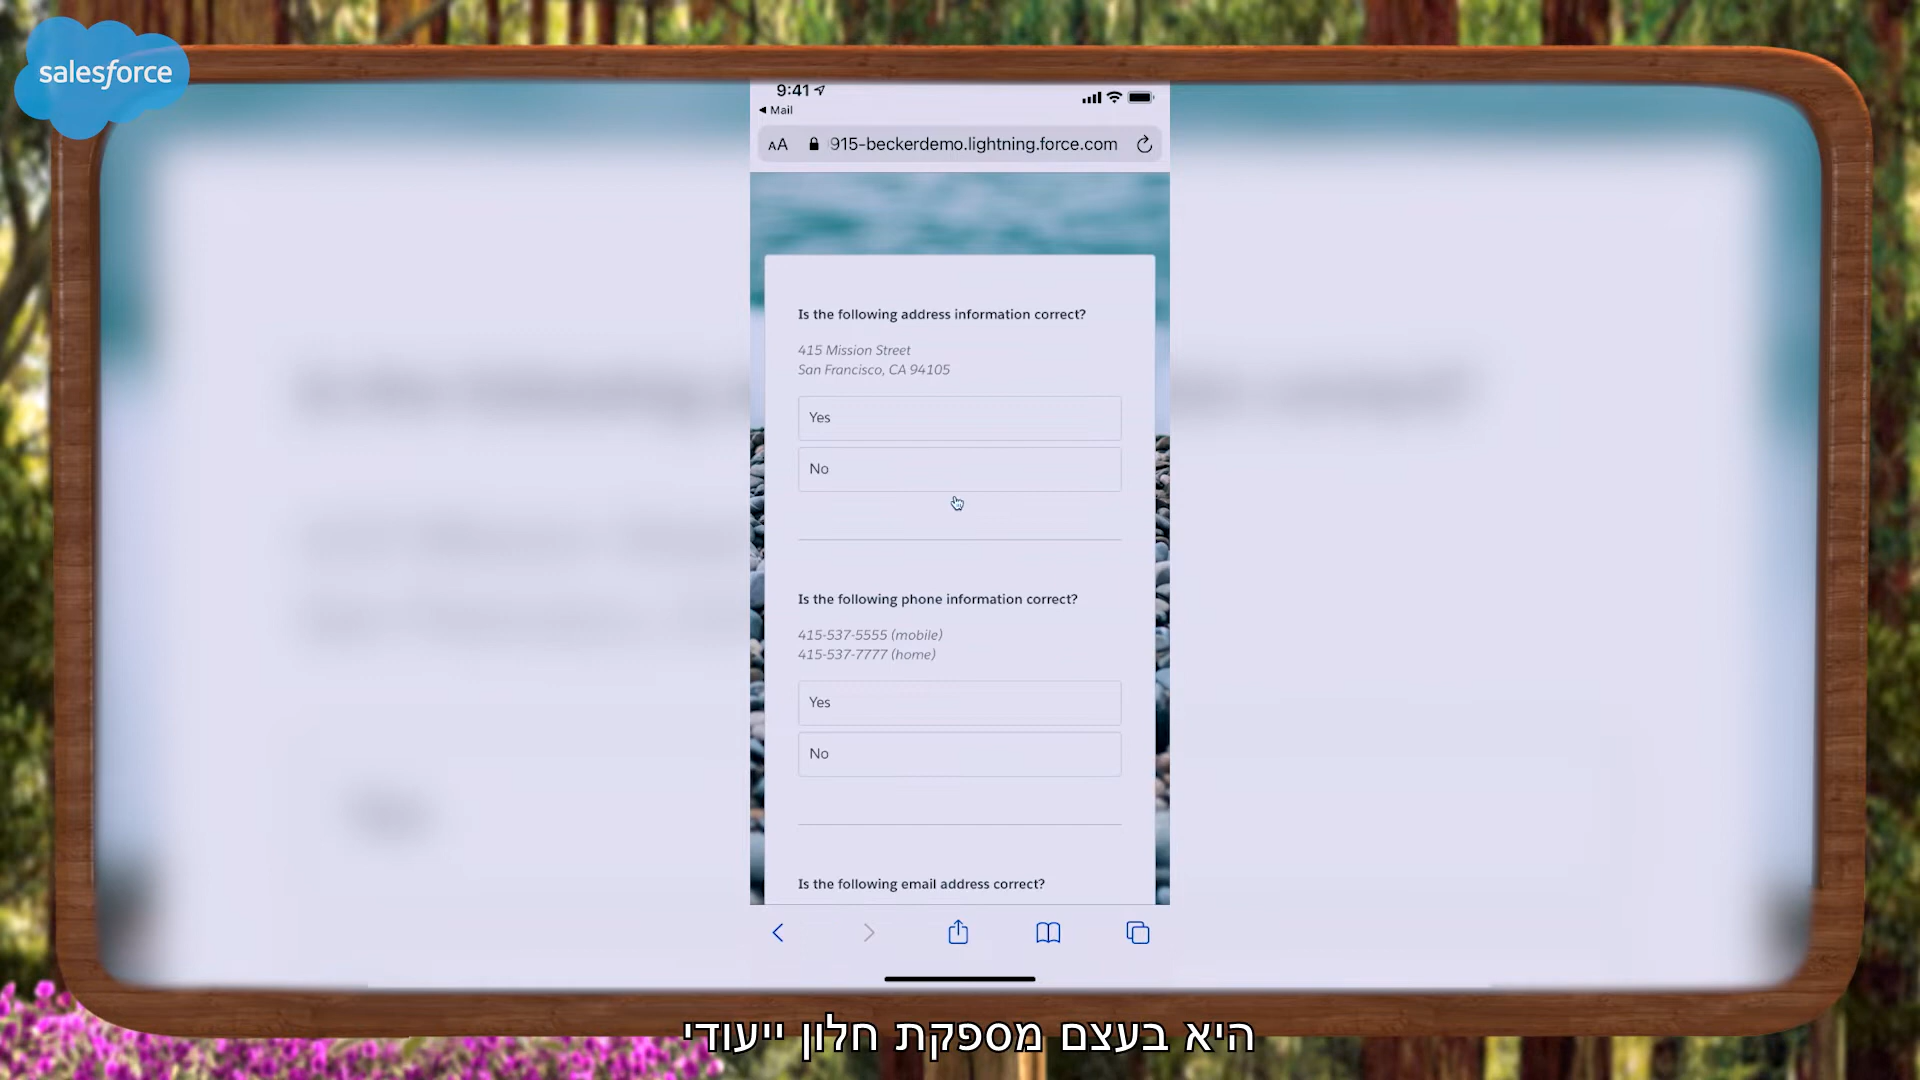 salesforce
9:41
Mail
AA 915-beckerdemo.lightning.force.com
Is the following address information correct?
415 Mission Street
San Francisco, CA 94105
Yes
No
Is the following phone information correct?
415-537-5555 (mobile)
415-537-7777 (home)
Yes
No
Is the following email address correct?
היא בעצם מספקת חלון ייעודי